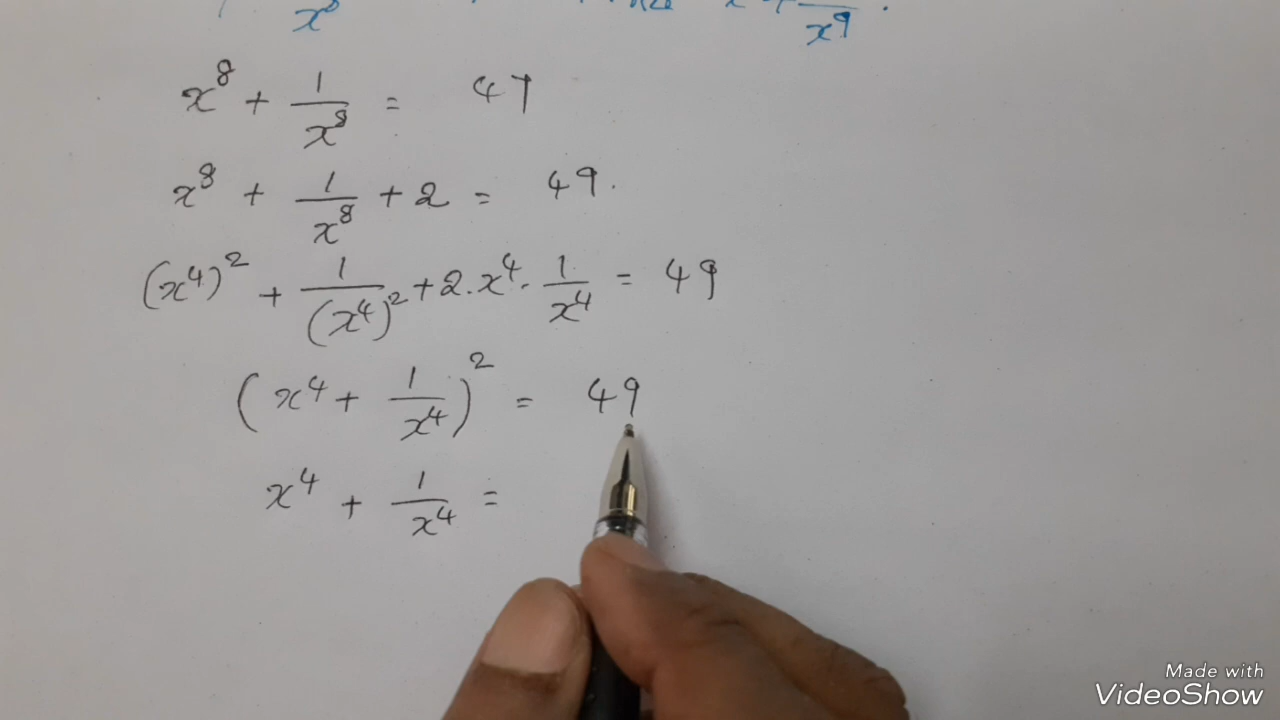 x⁸ + 1/x⁸ = 47
x⁸ + 1/x⁸ + 2 = 49.
(x⁴)² + 1/(x⁴)² + 2.x⁴. 1/x⁴ = 49
(x⁴ + 1/x⁴)² = 49
x⁴ + 1/x⁴ =
Made with
VideoShow